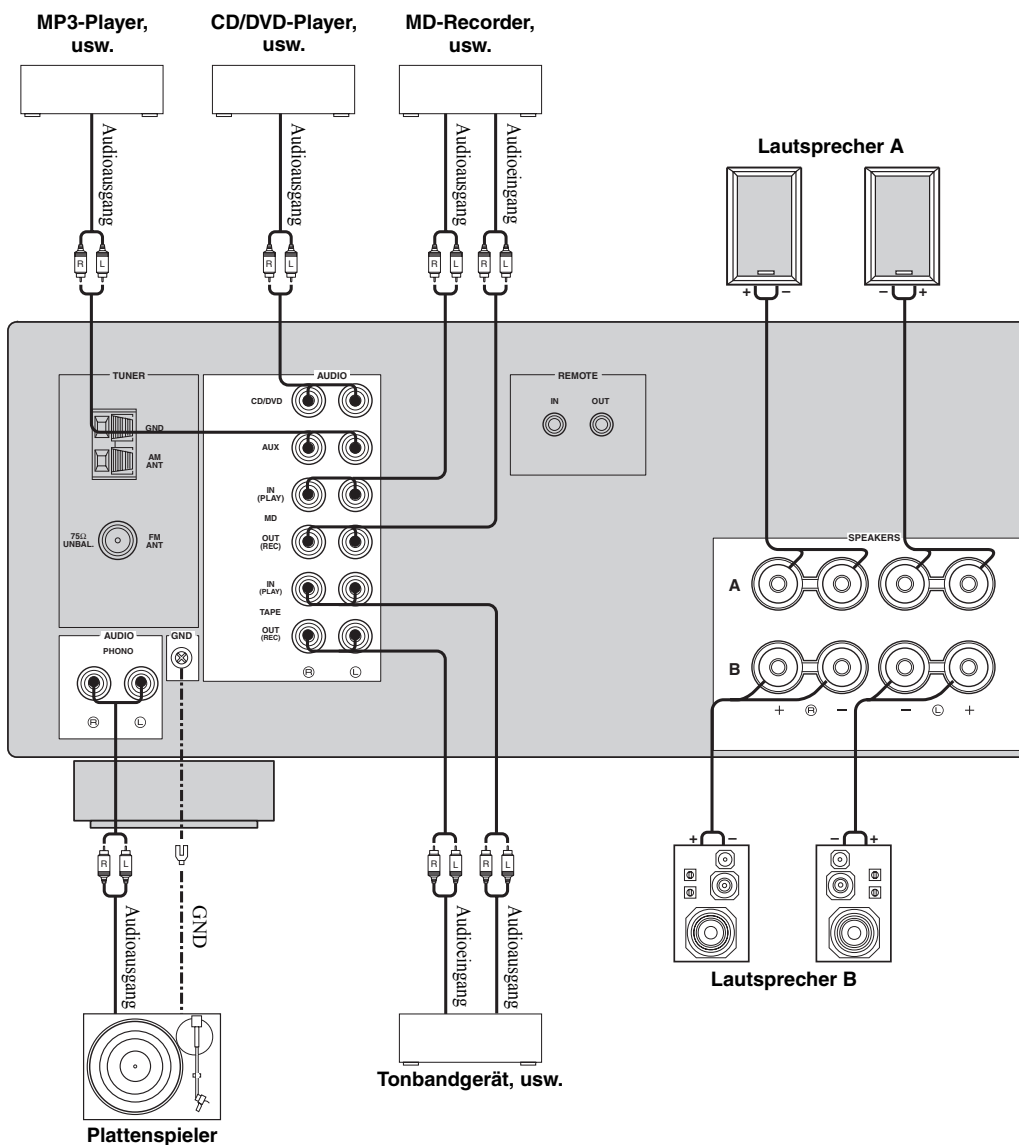 MP3-Player,
usw.
CD/DVD-Player,
usw.
MD-Recorder,
usw.
Audioausgang
Audioausgang
Audioausgang
Audioeingang
R L
R L
R L
R L
Lautsprecher A
+ − − +
TUNER
GND
AM
ANT
75Ω
UNBAL.
FM
ANT
AUDIO
CD/DVD
AUX
IN
(PLAY)
MD
OUT
(REC)
IN
(PLAY)
TAPE
OUT
(REC)
R L
REMOTE
IN OUT
SPEAKERS
A
B
+ R − − L +
AUDIO
PHONO
R L
GND
R L
R L
R L
+ − − +
Audioausgang
GND
Audioeingang
Audioausgang
Lautsprecher B
Tonbandgerät, usw.
Plattenspieler